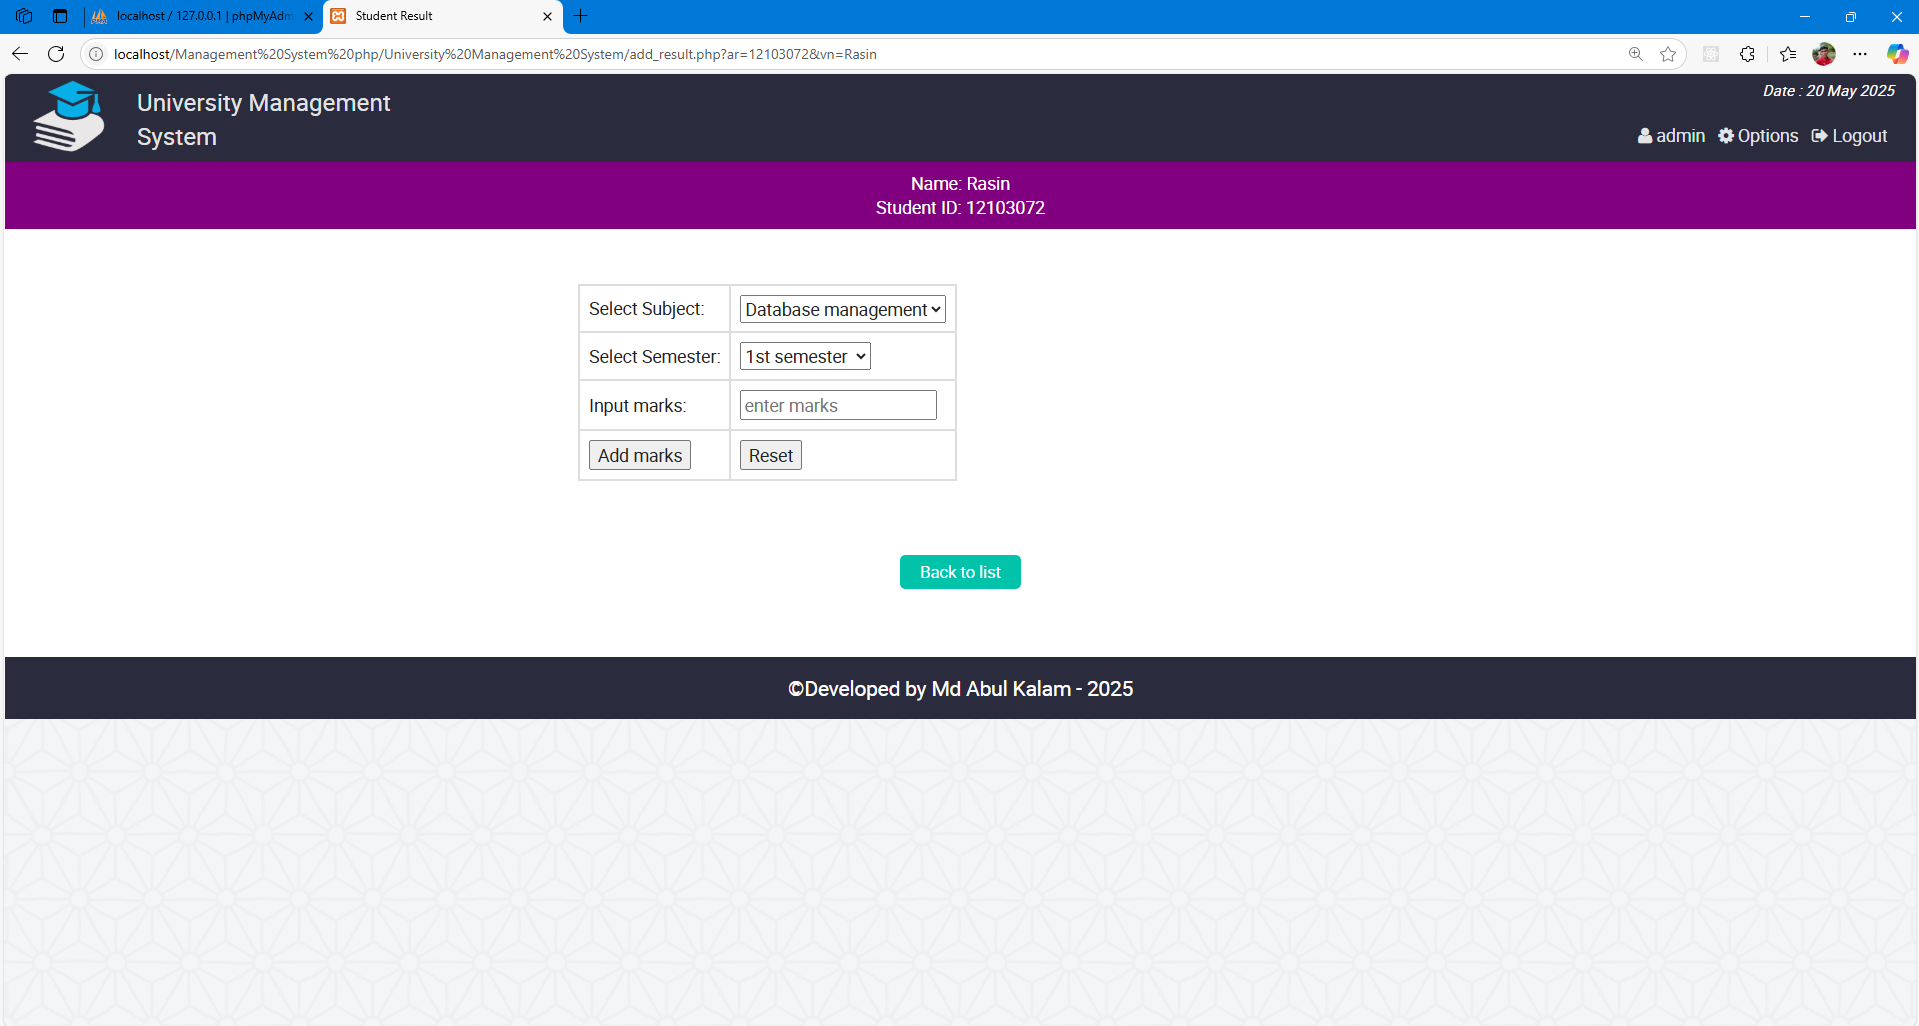 localhost / 127.0.0.1 | phpMyAdm
Student Result
localhost/Management%20System%20php/University%20Management%20System/add_result.php?ar=12103072&vn=Rasin
University Management
System
Date : 20 May 2025
admin Options Logout
Name: Rasin
Student ID: 12103072
Select Subject: Database management
Select Semester: 1st semester
Input marks: enter marks
Add marks Reset
Back to list
©Developed by Md Abul Kalam - 2025